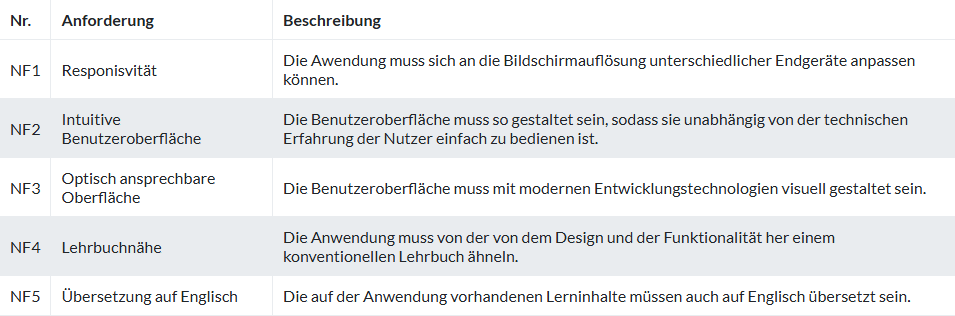 Nr. Anforderung Beschreibung
NF1 Responisvität Die Awendung muss sich an die Bildschirmauflösung unterschiedlicher Endgeräte anpassen
können.
NF2 Intuitive
Benutzeroberfläche Die Benutzeroberfläche muss so gestaltet sein, sodass sie unabhängig von der technischen
Erfahrung der Nutzer einfach zu bedienen ist.
NF3 Optisch ansprechbare
Oberfläche Die Benutzeroberfläche muss mit modernen Entwicklungstechnologien visuell gestaltet sein.
NF4 Lehrbuchnähe Die Anwendung muss von der von dem Design und der Funktionalität her einem
konventionellen Lehrbuch ähneln.
NF5 Übersetzung auf Englisch Die auf der Anwendung vorhandenen Lerninhalte müssen auch auf Englisch übersetzt sein.